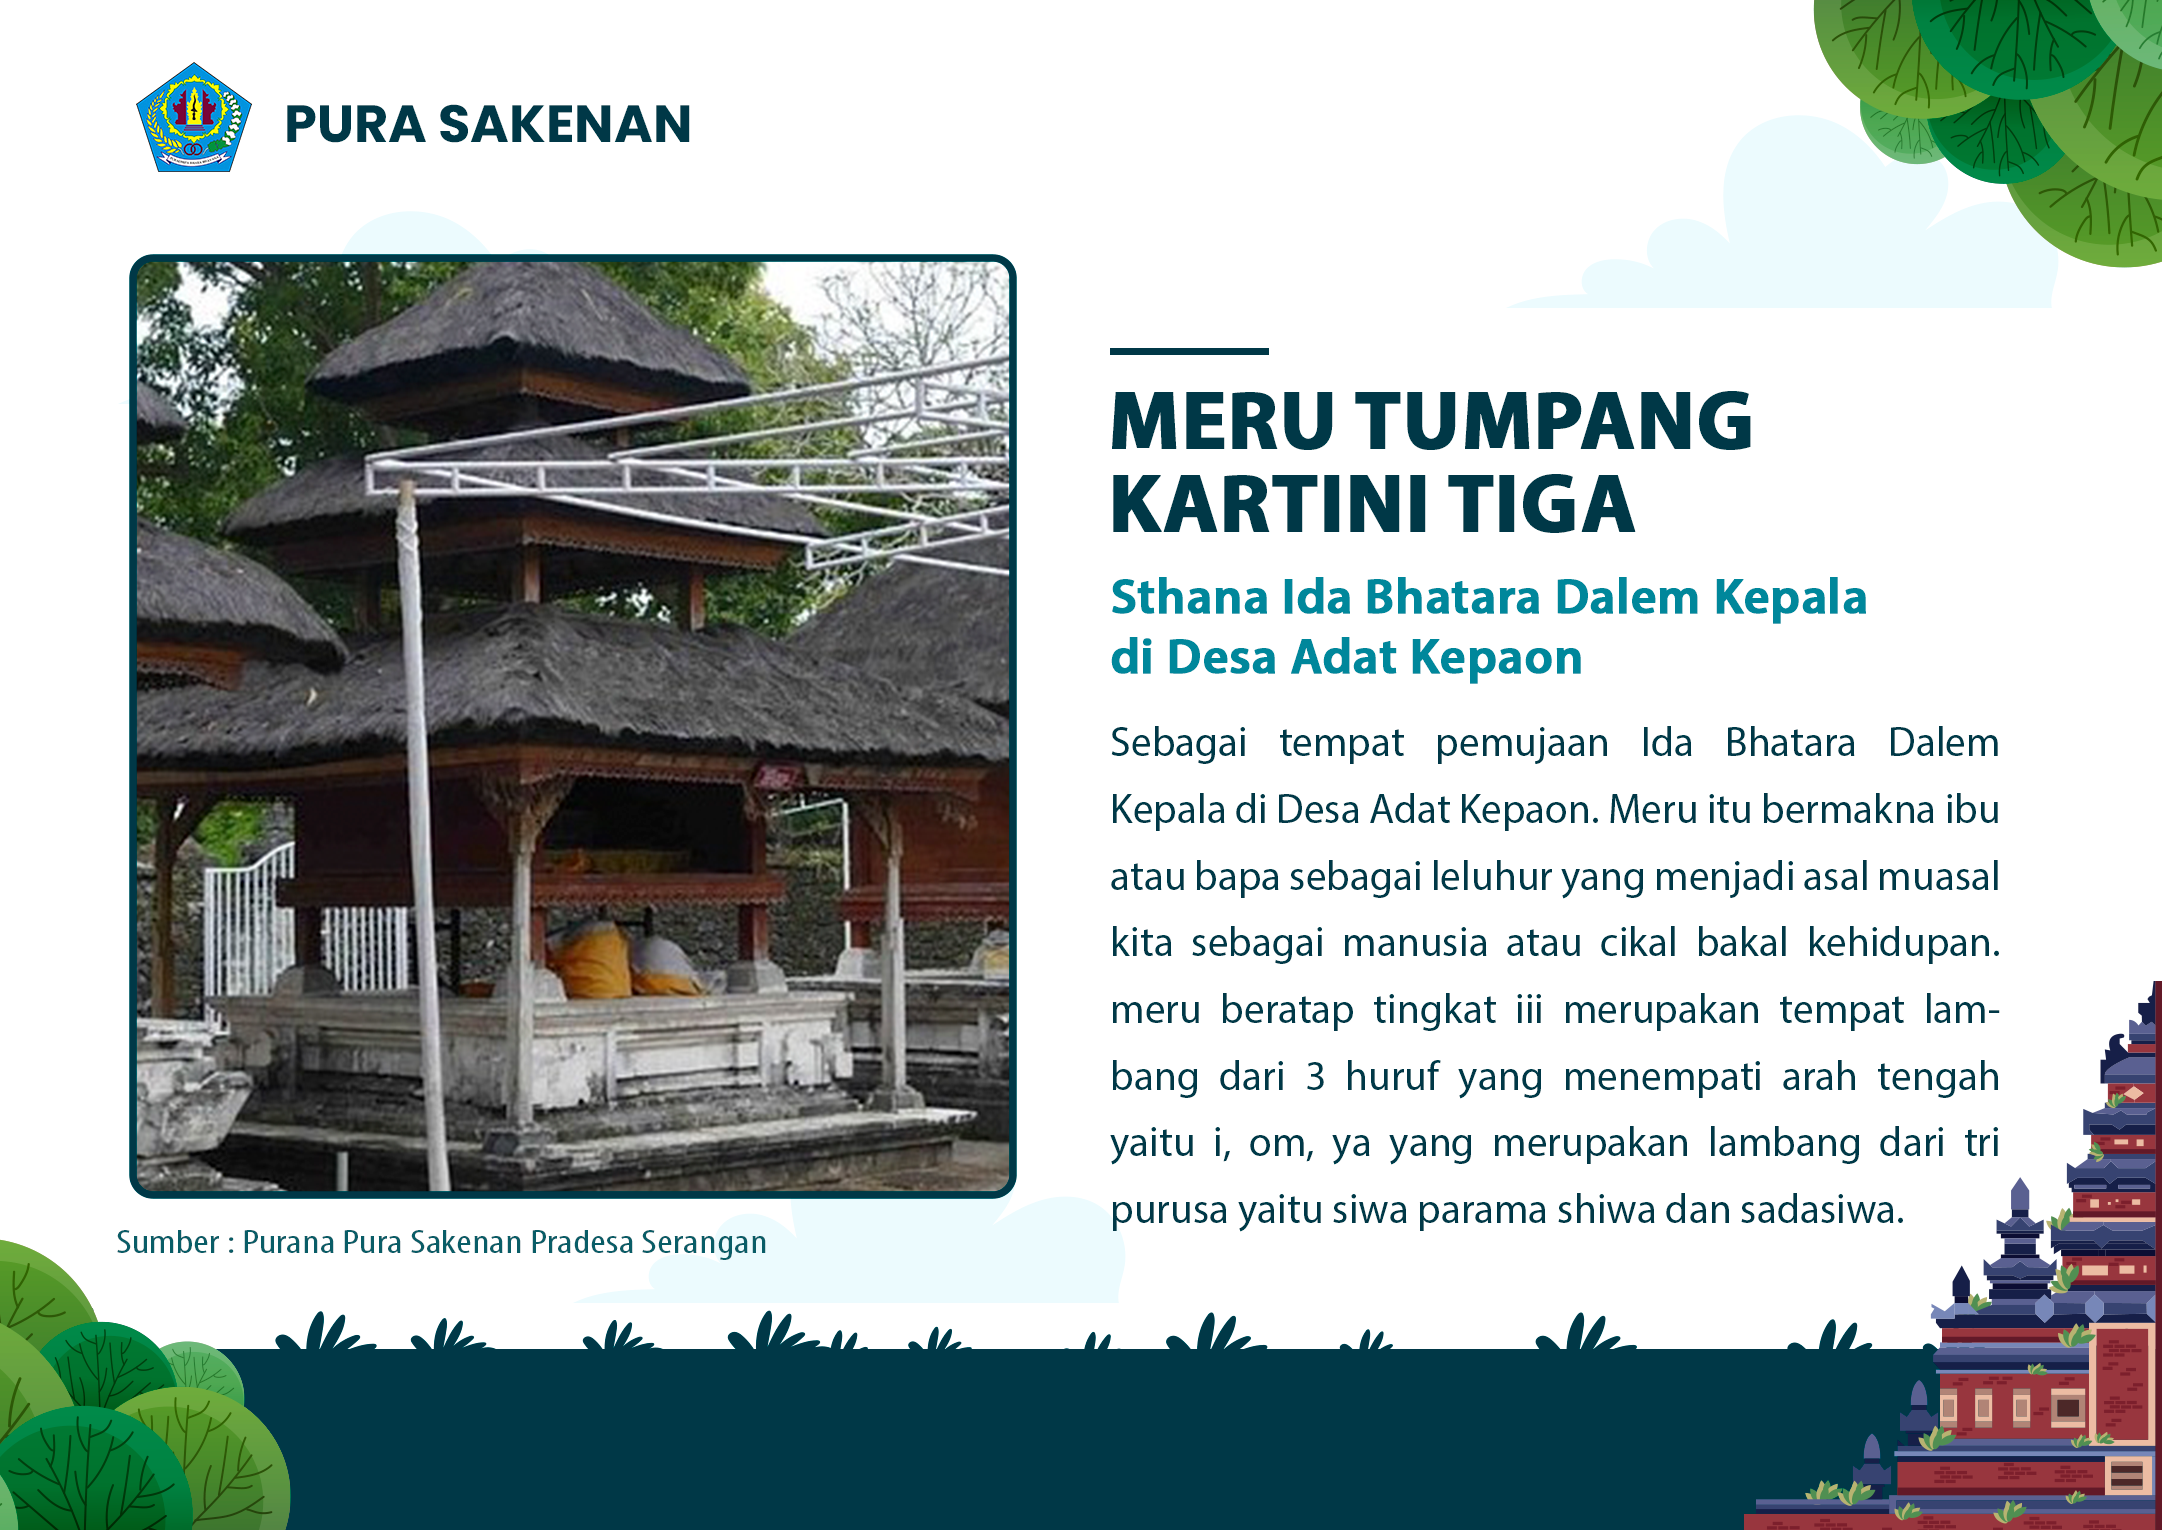 PURA SAKENAN
MERU TUMPANG
KARTINI TIGA
Sthana Ida Bhatara Dalem Kepala
di Desa Adat Kepaon
Sebagai tempat pemujaan Ida Bhatara Dalem
Kepala di Desa Adat Kepaon. Meru itu bermakna ibu
atau bapa sebagai leluhur yang menjadi asal muasal
kita sebagai manusia atau cikal bakal kehidupan.
meru beratap tingkat iii merupakan tempat lam-
bang dari 3 huruf yang menempati arah tengah
yaitu i, om, ya yang merupakan lambang dari tri
purusa yaitu siwa parama shiwa dan sadasiwa.
Sumber : Purana Pura Sakenan Pradesa Serangan